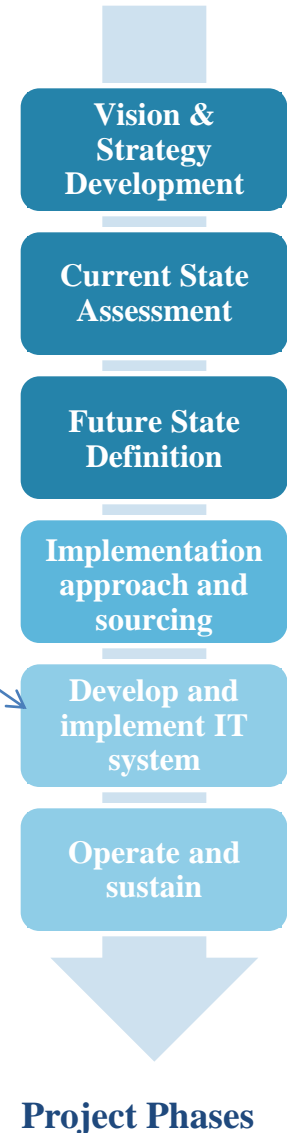 Vision &
Strategy
Development
Current State
Assessment
Future State
Definition
Implementation
approach and
sourcing
Develop and
implement IT
system
Operate and
sustain
Project Phases